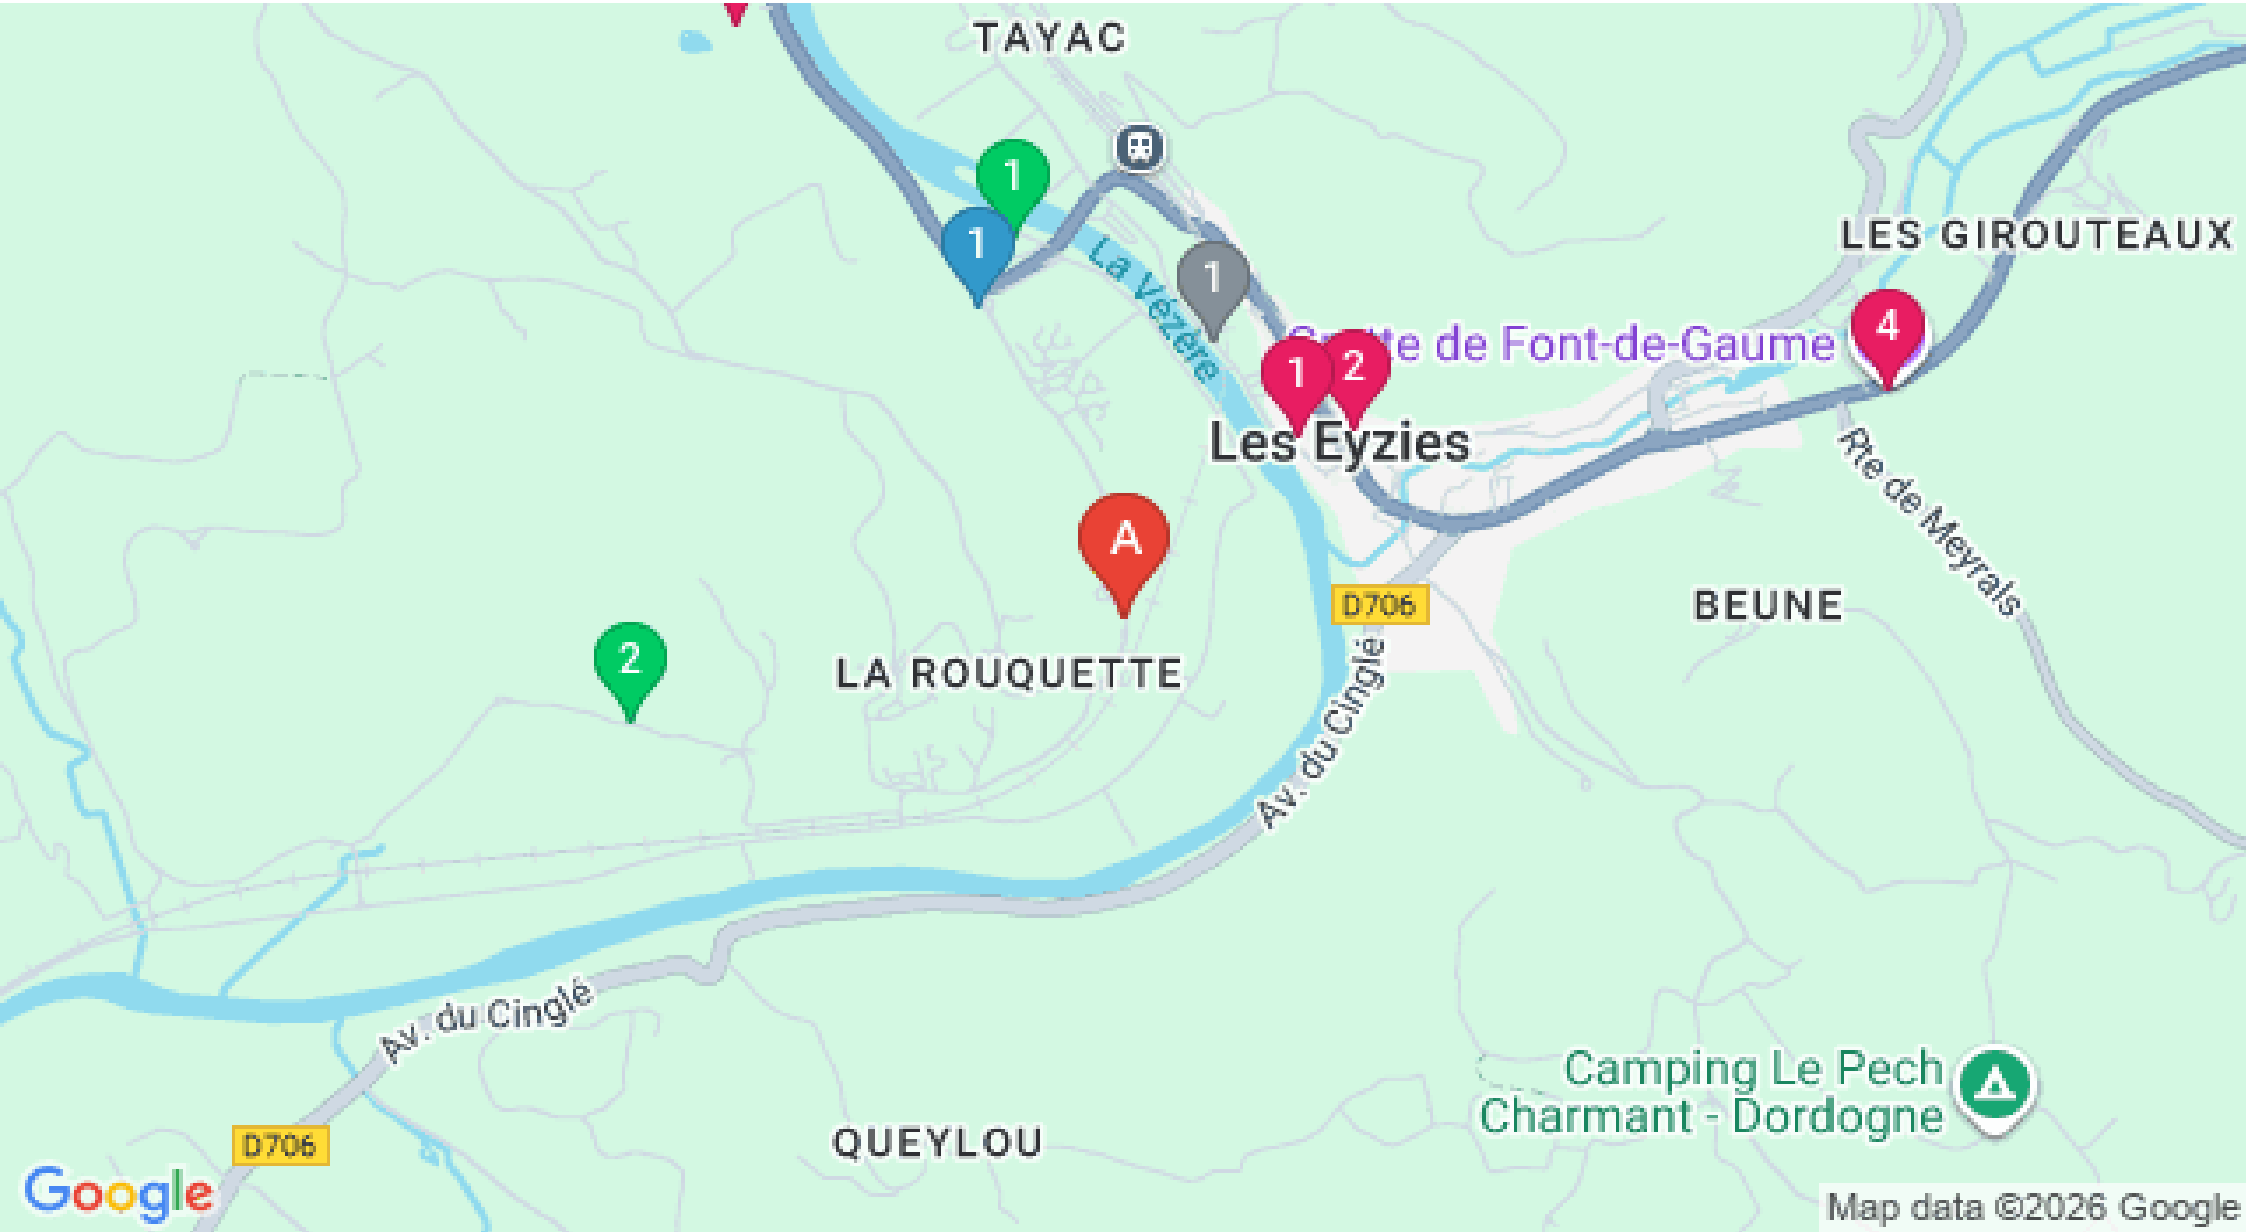 TAYAC
1
1
La Vézère
1
LES GIROUTEAUX
4
Grotte de Font-de-Gaume
1
2
Les Eyzies
Rte de Meyrals
A
D706
BEUNE
2
LA ROUQUETTE
Av. du Cinglé
Av. du Cinglé
Camping Le Pech
Charmant - Dordogne
QUEYLOU
D706
Google
Map data ©2026 Google